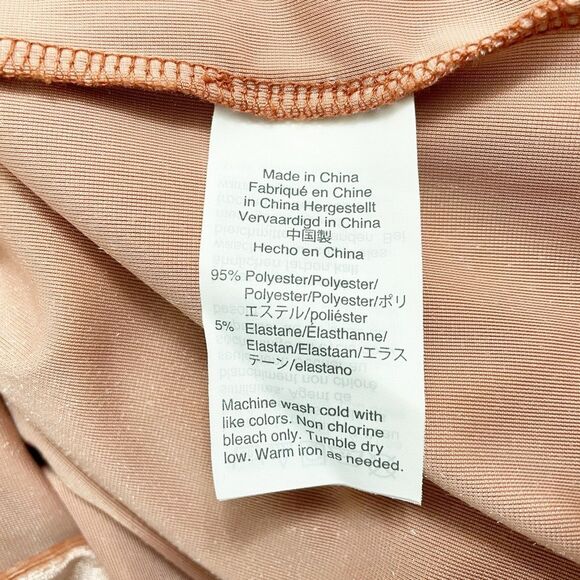 Made in China
Fabriqué en Chine
in China Hergestellt
Vervaardigd in China
中国製
Hecho en China
95% Polyester/Polyester/
Polyester/Polyester/ポリ
エステル/poliéster
5% Elastane/Élasthanne/
Elastan/Elastaan/エラス
テーン/elastano
Machine wash cold with
like colors. Non chlorine
bleach only. Tumble dry
low. Warm iron as needed.